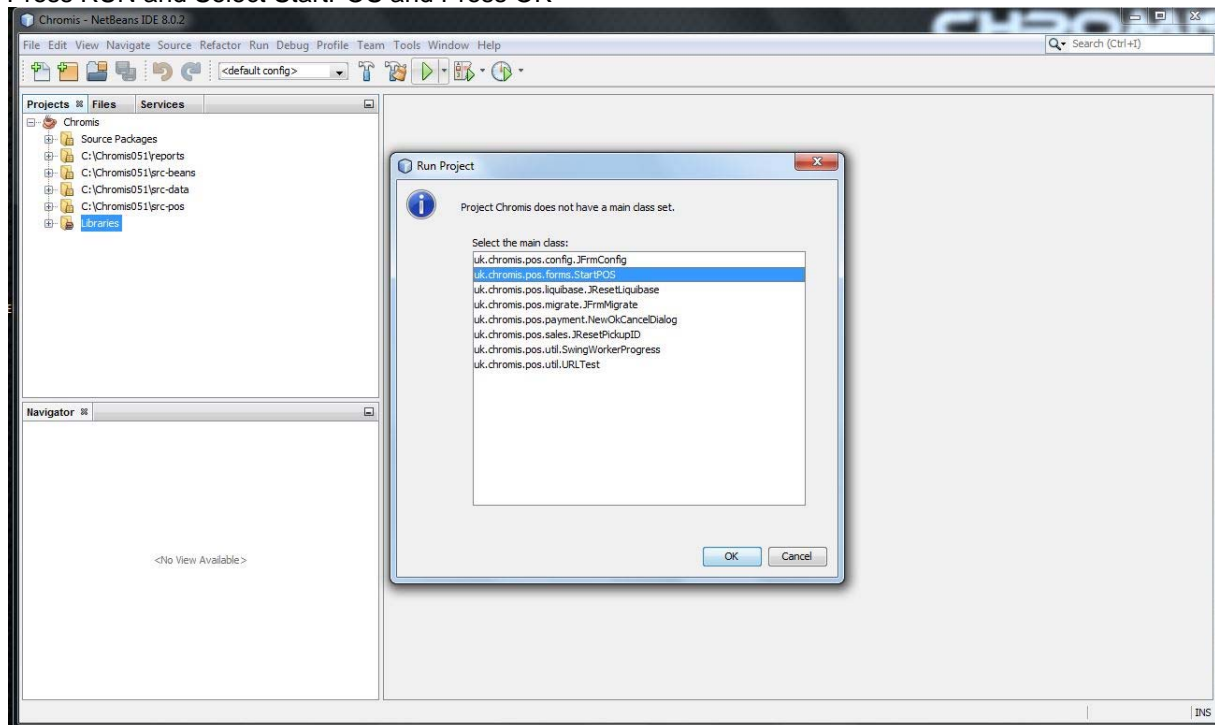 Press RUN and Select StartPOS and Press OK
Chromis - NetBeans IDE 8.0.2
File Edit View Navigate Source Refactor Run Debug Profile Team Tools Window Help
Search (Ctrl+I)
<default config>
Projects Files Services
Chromis
Source Packages
C:\Chromis051\reports
C:\Chromis051\src-beans
C:\Chromis051\src-data
C:\Chromis051\src-pos
Libraries
Run Project
Project Chromis does not have a main class set.
Select the main class:
uk.chromis.pos.config.JFrmConfig
uk.chromis.pos.forms.StartPOS
uk.chromis.pos.liquibase.JResetLiquibase
uk.chromis.pos.migrate.JFrmMigrate
uk.chromis.pos.payment.NewOkCancelDialog
uk.chromis.pos.sales.JResetPickupID
uk.chromis.pos.util.SwingWorkerProgress
uk.chromis.pos.util.URLTest
OK Cancel
Navigator
<No View Available>
INS